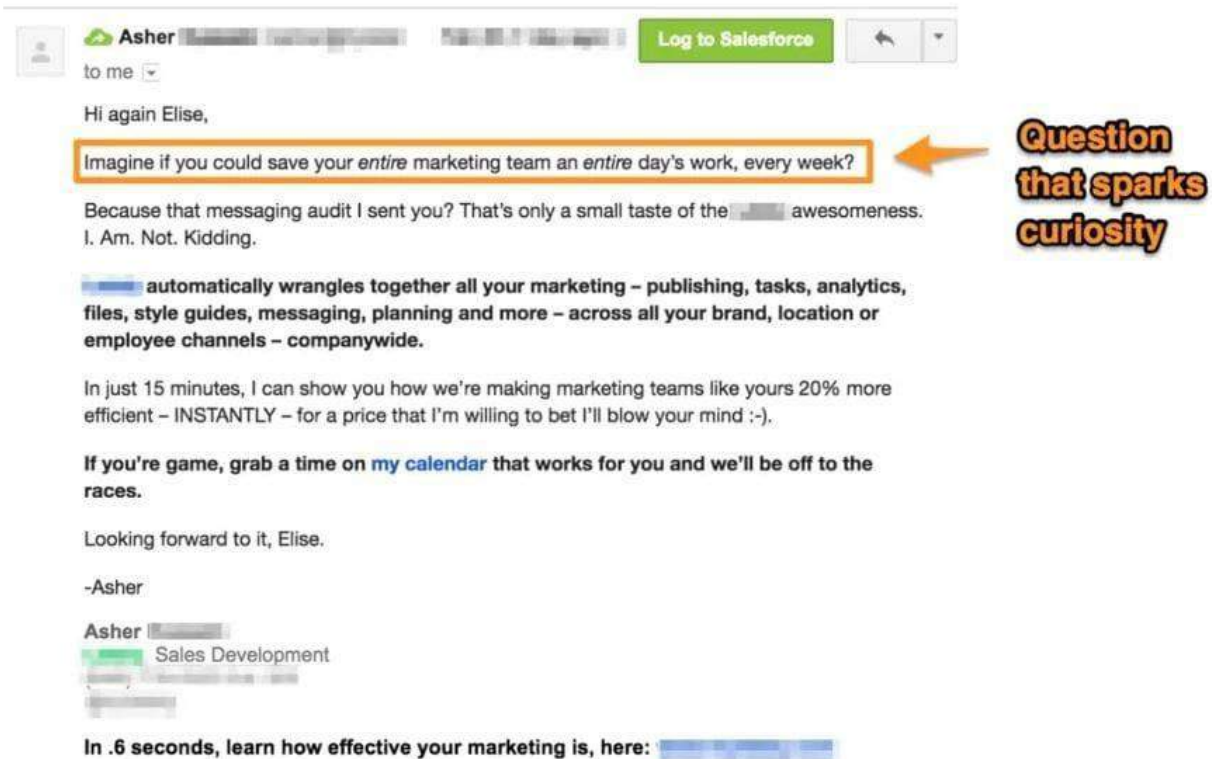 Asher
Log to Salesforce
to me
Hi again Elise,
Imagine if you could save your entire marketing team an entire day's work, every week?
Question
that sparks
curiosity
Because that messaging audit I sent you? That's only a small taste of the awesomeness.
I. Am. Not. Kidding.
automatically wrangles together all your marketing – publishing, tasks, analytics,
files, style guides, messaging, planning and more – across all your brand, location or
employee channels – companywide.
In just 15 minutes, I can show you how we're making marketing teams like yours 20% more
efficient – INSTANTLY – for a price that I'm willing to bet I'll blow your mind :-).
If you're game, grab a time on my calendar that works for you and we'll be off to the
races.
Looking forward to it, Elise.
-Asher
Asher
Sales Development
In .6 seconds, learn how effective your marketing is, here: